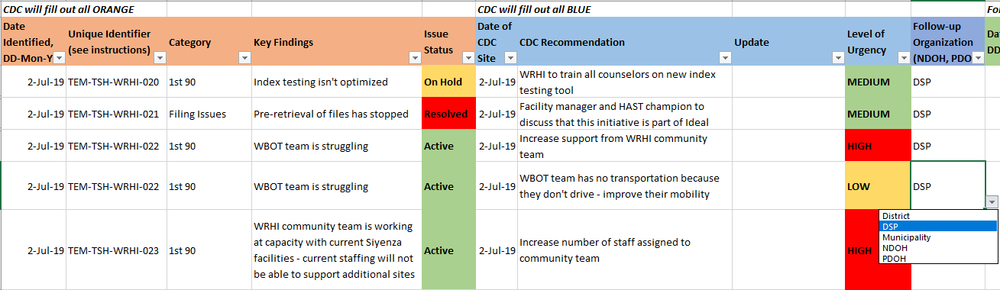 CDC will fill out all ORANGE
CDC will fill out all BLUE
Date
Identified,
DD-Mon-Y
Unique Identifier
(see instructions)
Category
Key Findings
Issue
Status
Date of
CDC
Site
CDC Recommendation
Update
Level of
Urgency
Follow-up
Organization
(NDOH, PDO
2-Jul-19
TEM-TSH-WRHI-020
1st 90
Index testing isn't optimized
On Hold
2-Jul-19
WRHI to train all counselors on new index
testing tool
MEDIUM
DSP
2-Jul-19
TEM-TSH-WRHI-021
Filing Issues
Pre-retrieval of files has stopped
Resolved
2-Jul-19
Facility manager and HAST champion to
discuss that this initiative is part of Ideal
MEDIUM
DSP
2-Jul-19
TEM-TSH-WRHI-022
1st 90
WBOT team is struggling
Active
2-Jul-19
Increase support from WRHI community
team
HIGH
DSP
2-Jul-19
TEM-TSH-WRHI-022
1st 90
WBOT team is struggling
Active
2-Jul-19
WBOT team has no transportation because
they don't drive - improve their mobility
LOW
DSP
2-Jul-19
TEM-TSH-WRHI-023
1st 90
WRHI community team is working
at capacity with current Siyenza
facilities - current staffing will not
be able to support additional sites
Active
2-Jul-19
Increase number of staff assigned to
community team
HIGH
District
DSP
Municipality
NDOH
PDOH